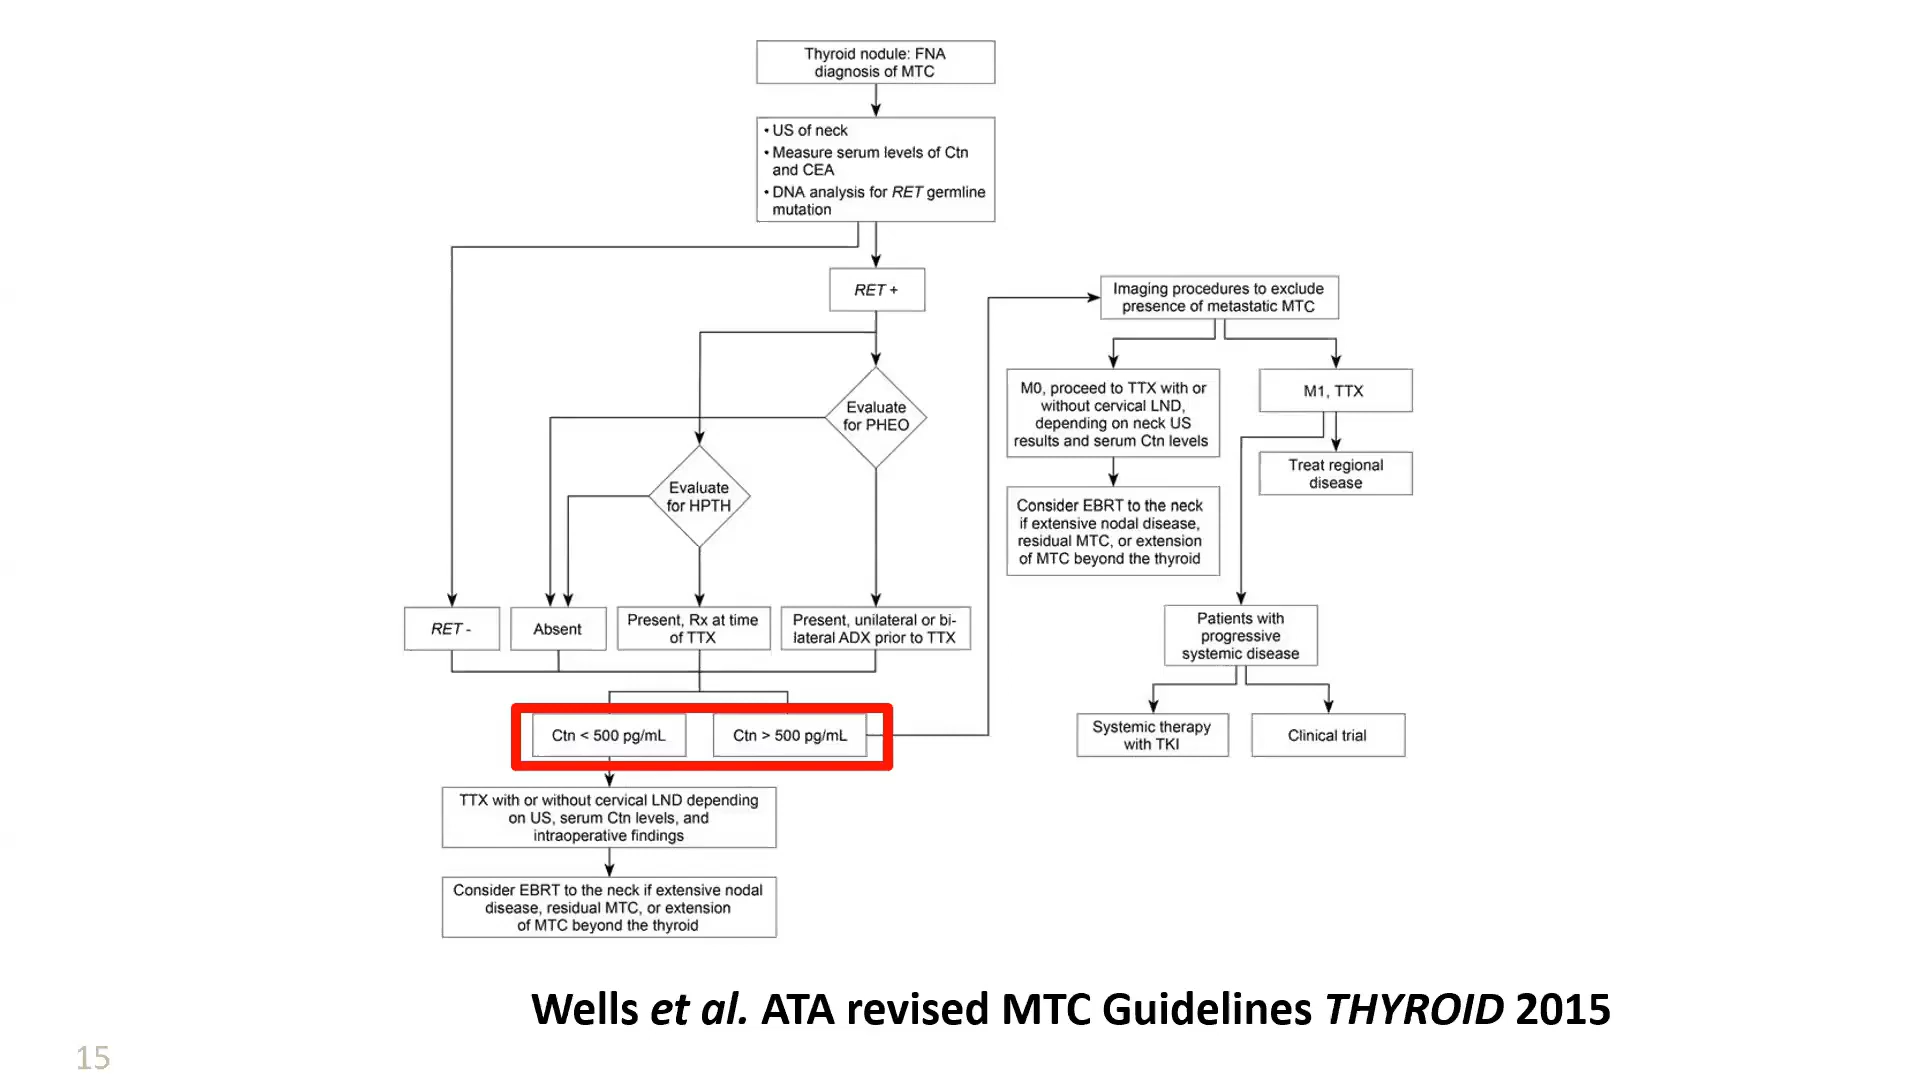 Thyroid nodule: FNA
diagnosis of MTC
• US of neck
• Measure serum levels of Ctn
and CEA
• DNA analysis for RET germline
mutation
RET +
Imaging procedures to exclude
presence of metastatic MTC
Evaluate
for PHEO
M0, proceed to TTX with or
without cervical LND,
depending on neck US
results and serum Ctn levels
M1, TTX
Treat regional
disease
Evaluate
for HPTH
Consider EBRT to the neck
if extensive nodal disease,
residual MTC, or extension
of MTC beyond the thyroid
RET -
Absent
Present, Rx at time
of TTX
Present, unilateral or bi-
lateral ADX prior to TTX
Patients with
progressive
systemic disease
Ctn < 500 pg/mL
Ctn > 500 pg/mL
Systemic therapy
with TKI
Clinical trial
TTX with or without cervical LND depending
on US, serum Ctn levels, and
intraoperative findings
Consider EBRT to the neck if extensive nodal
disease, residual MTC, or extension
of MTC beyond the thyroid
Wells et al. ATA revised MTC Guidelines THYROID 2015
15